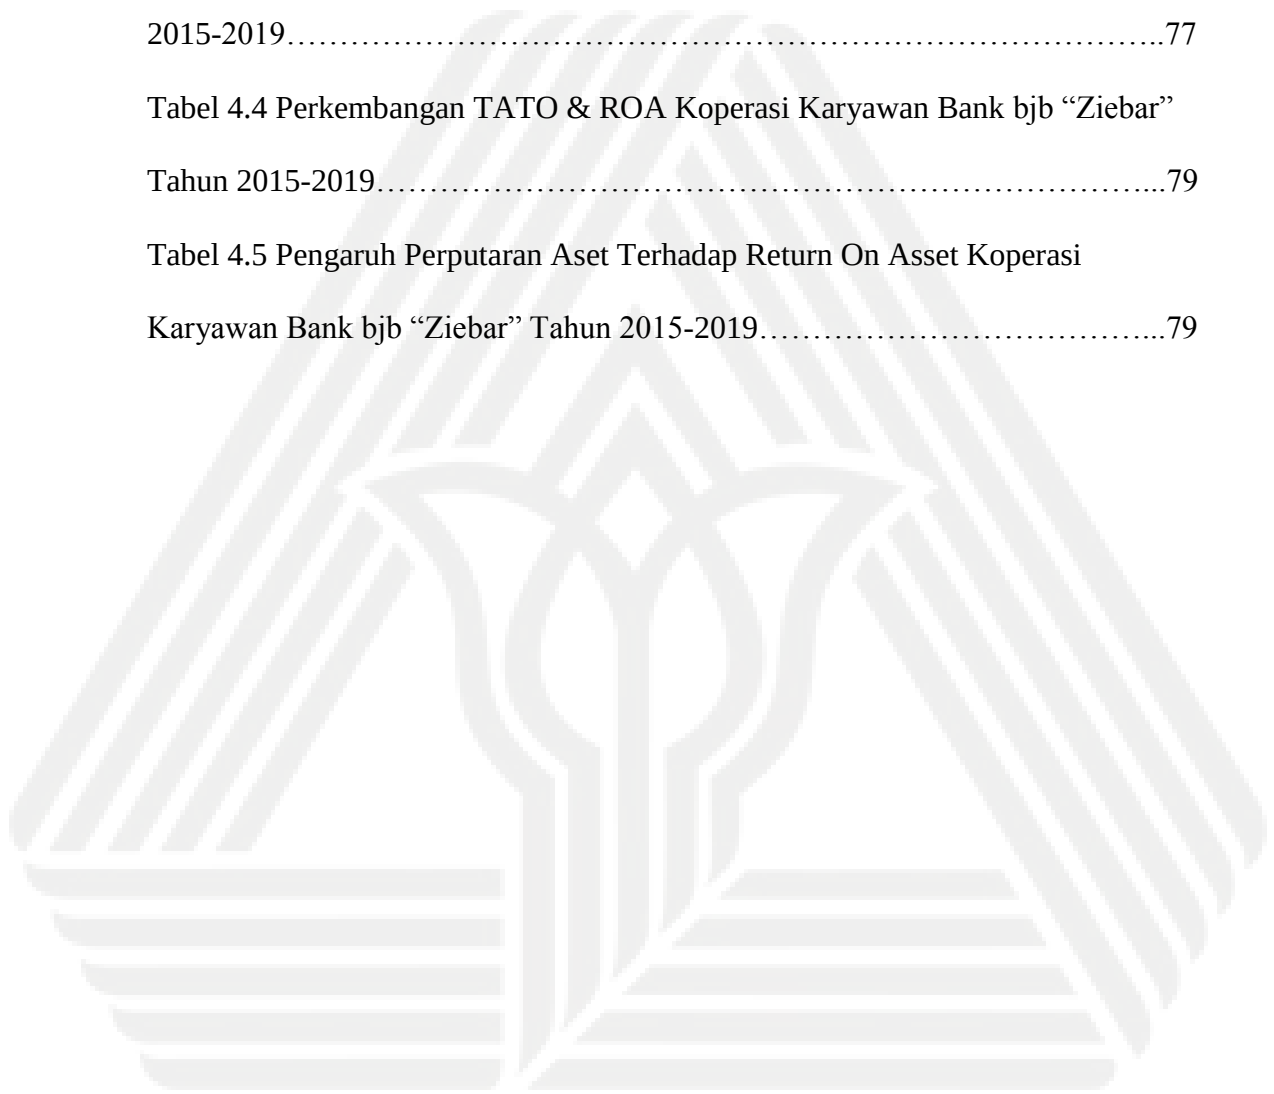 2015-2019………………………………………………………………………..77
Tabel 4.4 Perkembangan TATO & ROA Koperasi Karyawan Bank bjb “Ziebar”
Tahun 2015-2019………………………………………………………………...79
Tabel 4.5 Pengaruh Perputaran Aset Terhadap Return On Asset Koperasi
Karyawan Bank bjb “Ziebar” Tahun 2015-2019………………………………...79